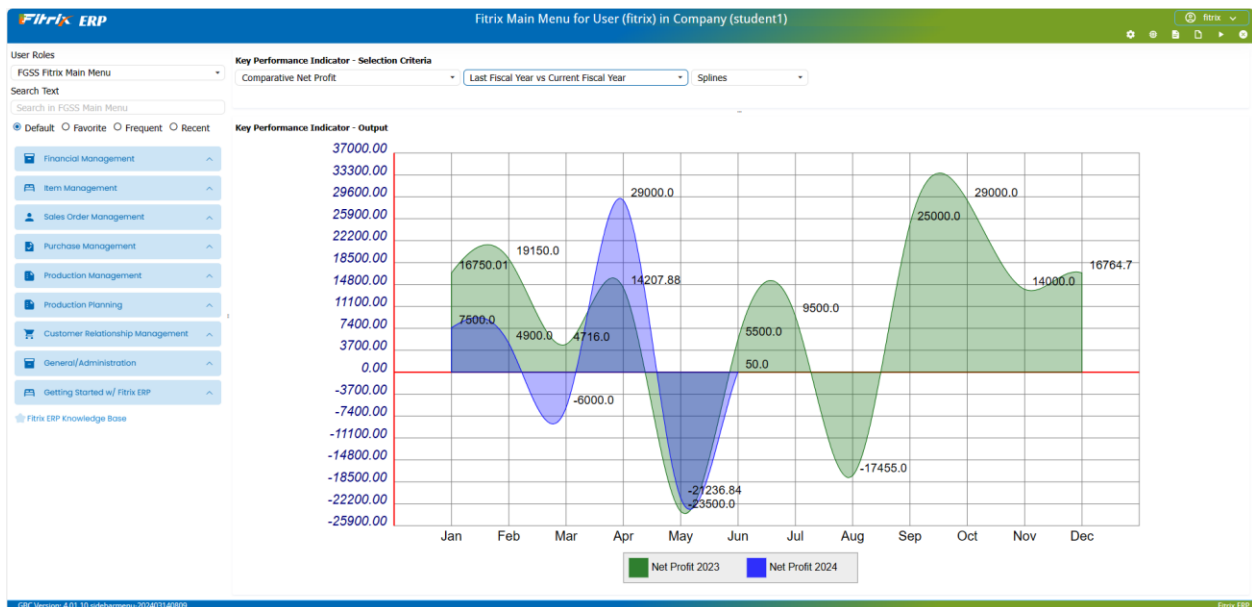 Fitrix ERP
Fitrix Main Menu for User (fitrix) in Company (student1)
fitrix
User Roles
FGSS Fitrix Main Menu
Search Text
Search in FGSS Main Menu
Default Favorite Frequent Recent
Financial Management
Item Management
Sales Order Management
Purchase Management
Production Management
Production Planning
Customer Relationship Management
General/Administration
Getting Started w/ Fitrix ERP
Fitrix ERP Knowledge Base
Key Performance Indicator - Selection Criteria
Comparative Net Profit Last Fiscal Year vs Current Fiscal Year Splines
Key Performance Indicator - Output
37000.00
33300.00
29600.00
25900.00
22200.00
18500.00
14800.00
11100.00
7400.00
3700.00
0.00
-3700.00
-7400.00
-11100.00
-14800.00
-18500.00
-22200.00
-25900.00
29000.0 29000.0
25000.0
19150.0
16750.01 16764.7
14207.88 14000.0
7500.0 9500.0
4900.0 4716.0 5500.0
50.0
-6000.0
-17455.0
-21236.84
-23500.0
Jan Feb Mar Apr May Jun Jul Aug Sep Oct Nov Dec
Net Profit 2023 Net Profit 2024
GBC Version: 4.01.10 sidebarmenu-202403140809
Fitrix ERP